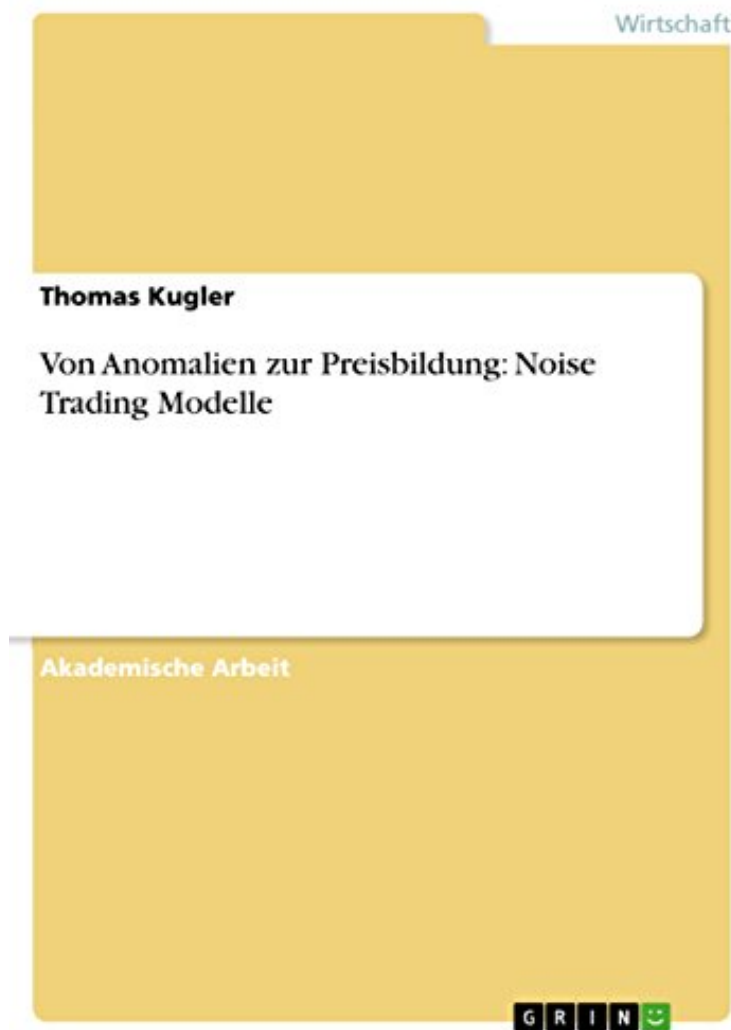 Wirtschaft
Thomas Kugler
Von Anomalien zur Preisbildung: Noise
Trading Modelle
Akademische Arbeit
GRIN